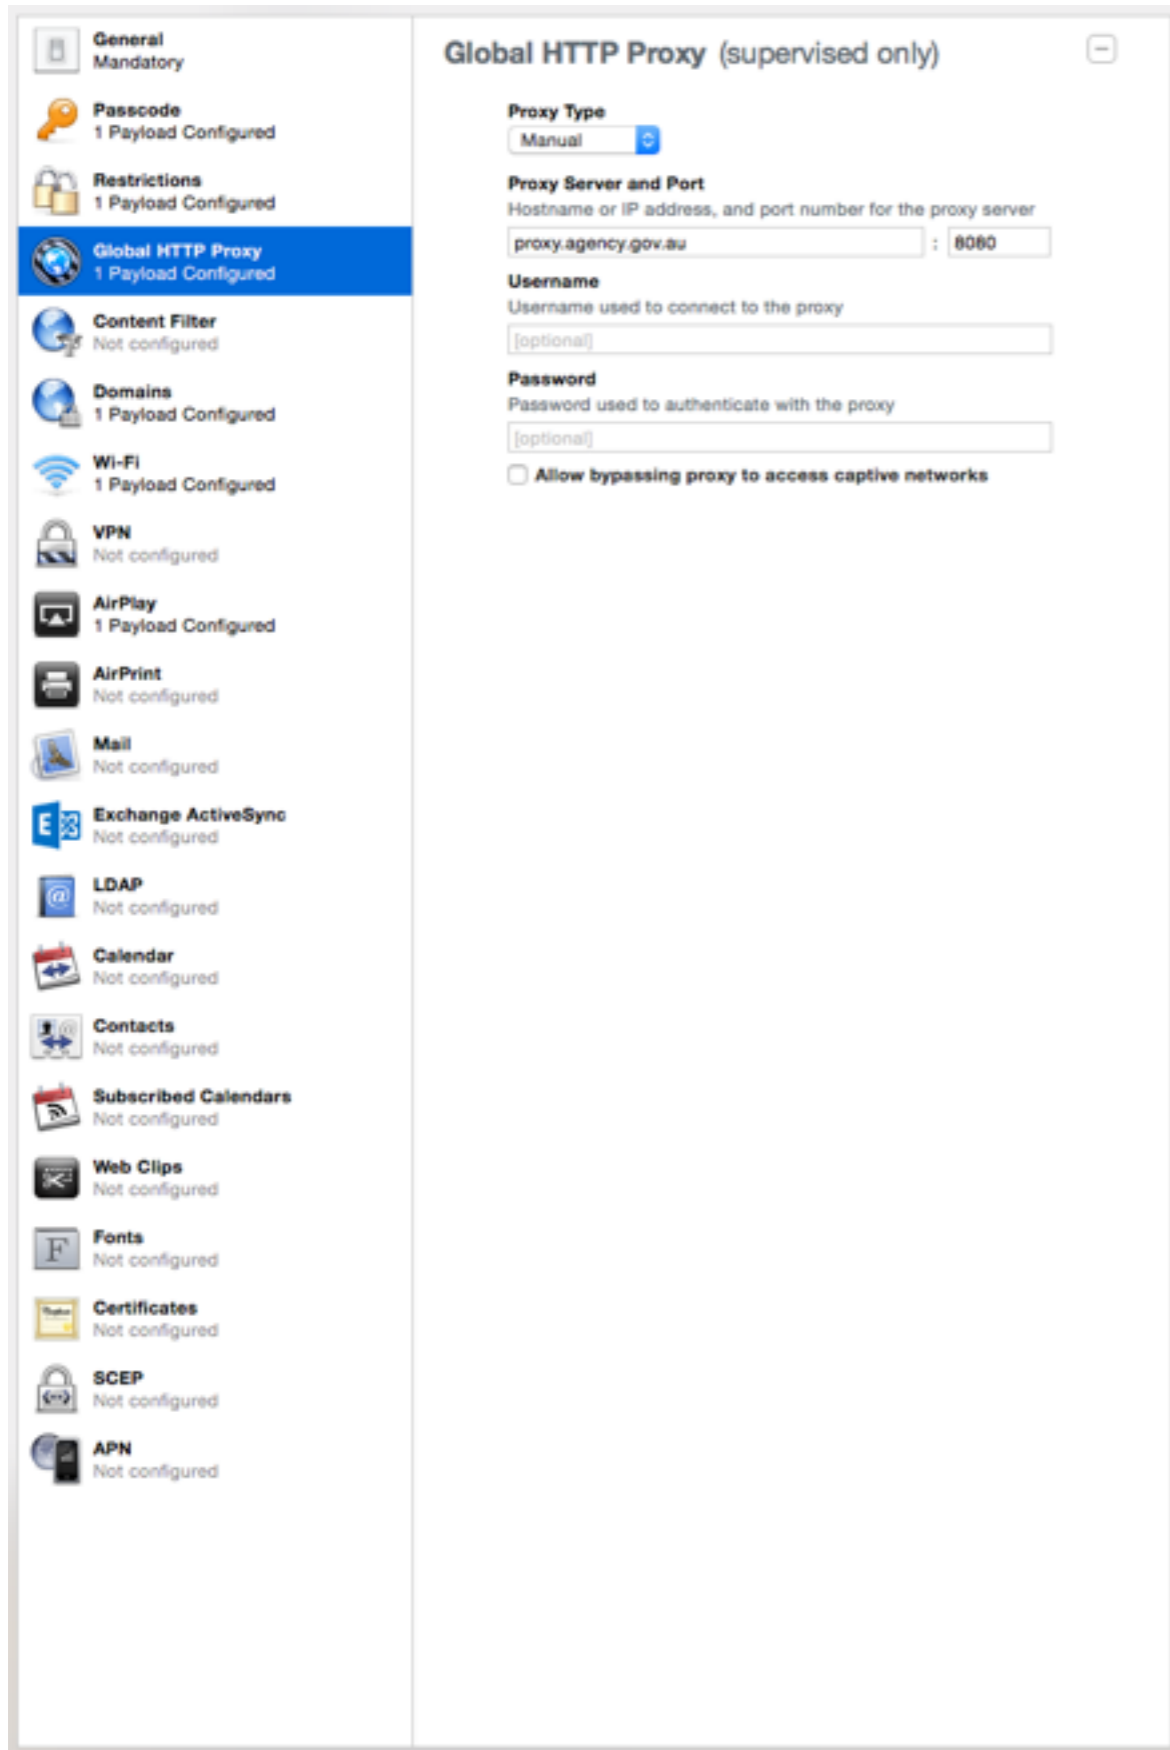 General
Mandatory
Passcode
1 Payload Configured
Restrictions
1 Payload Configured
Global HTTP Proxy
1 Payload Configured
Content Filter
Not configured
Domains
1 Payload Configured
Wi-Fi
1 Payload Configured
VPN
Not configured
AirPlay
1 Payload Configured
AirPrint
Not configured
Mail
Not configured
Exchange ActiveSync
Not configured
LDAP
Not configured
Calendar
Not configured
Contacts
Not configured
Subscribed Calendars
Not configured
Web Clips
Not configured
Fonts
Not configured
Certificates
Not configured
SCEP
Not configured
APN
Not configured
Global HTTP Proxy (supervised only)
Proxy Type
Manual
Proxy Server and Port
Hostname or IP address, and port number for the proxy server
proxy.agency.gov.au : 8080
Username
Username used to connect to the proxy
[optional]
Password
Password used to authenticate with the proxy
[optional]
Allow bypassing proxy to access captive networks